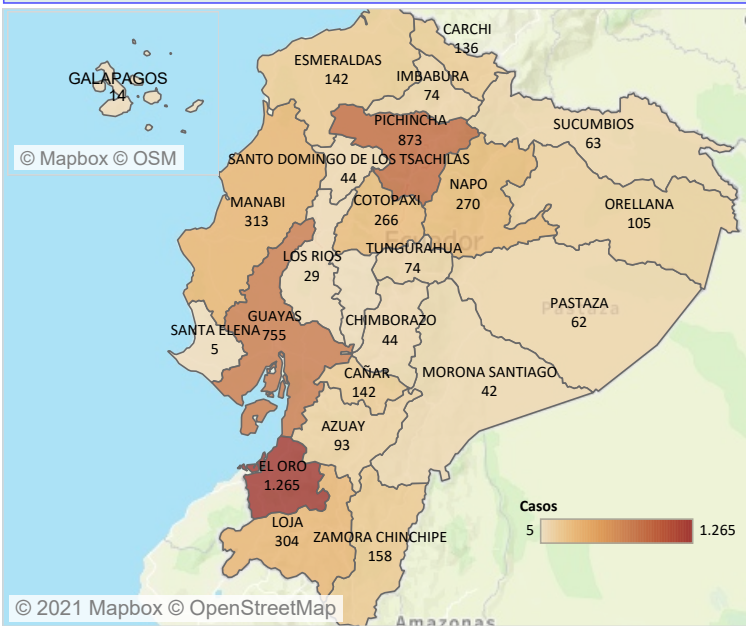 CARCHI
136
ESMERALDAS
142
IMBABURA
74
GALAPAGOS
14
PICHINCHA
873
SUCUMBIOS
63
© Mapbox © OSM
SANTO DOMINGO DE LOS TSACHILAS
44
NAPO
270
MANABI
313
COTOPAXI
266
ORELLANA
105
Ecuador
TUNGURAHUA
74
LOS RIOS
29
PASTAZA
62
Pastaza
GUAYAS
755
SANTA ELENA
5
CHIMBORAZO
44
CAÑAR
142
MORONA SANTIAGO
42
AZUAY
93
EL ORO
1.265
LOJA
304
ZAMORA CHINCHIPE
158
Casos
5
1.265
© 2021 Mapbox © OpenStreetMap
Amazonas